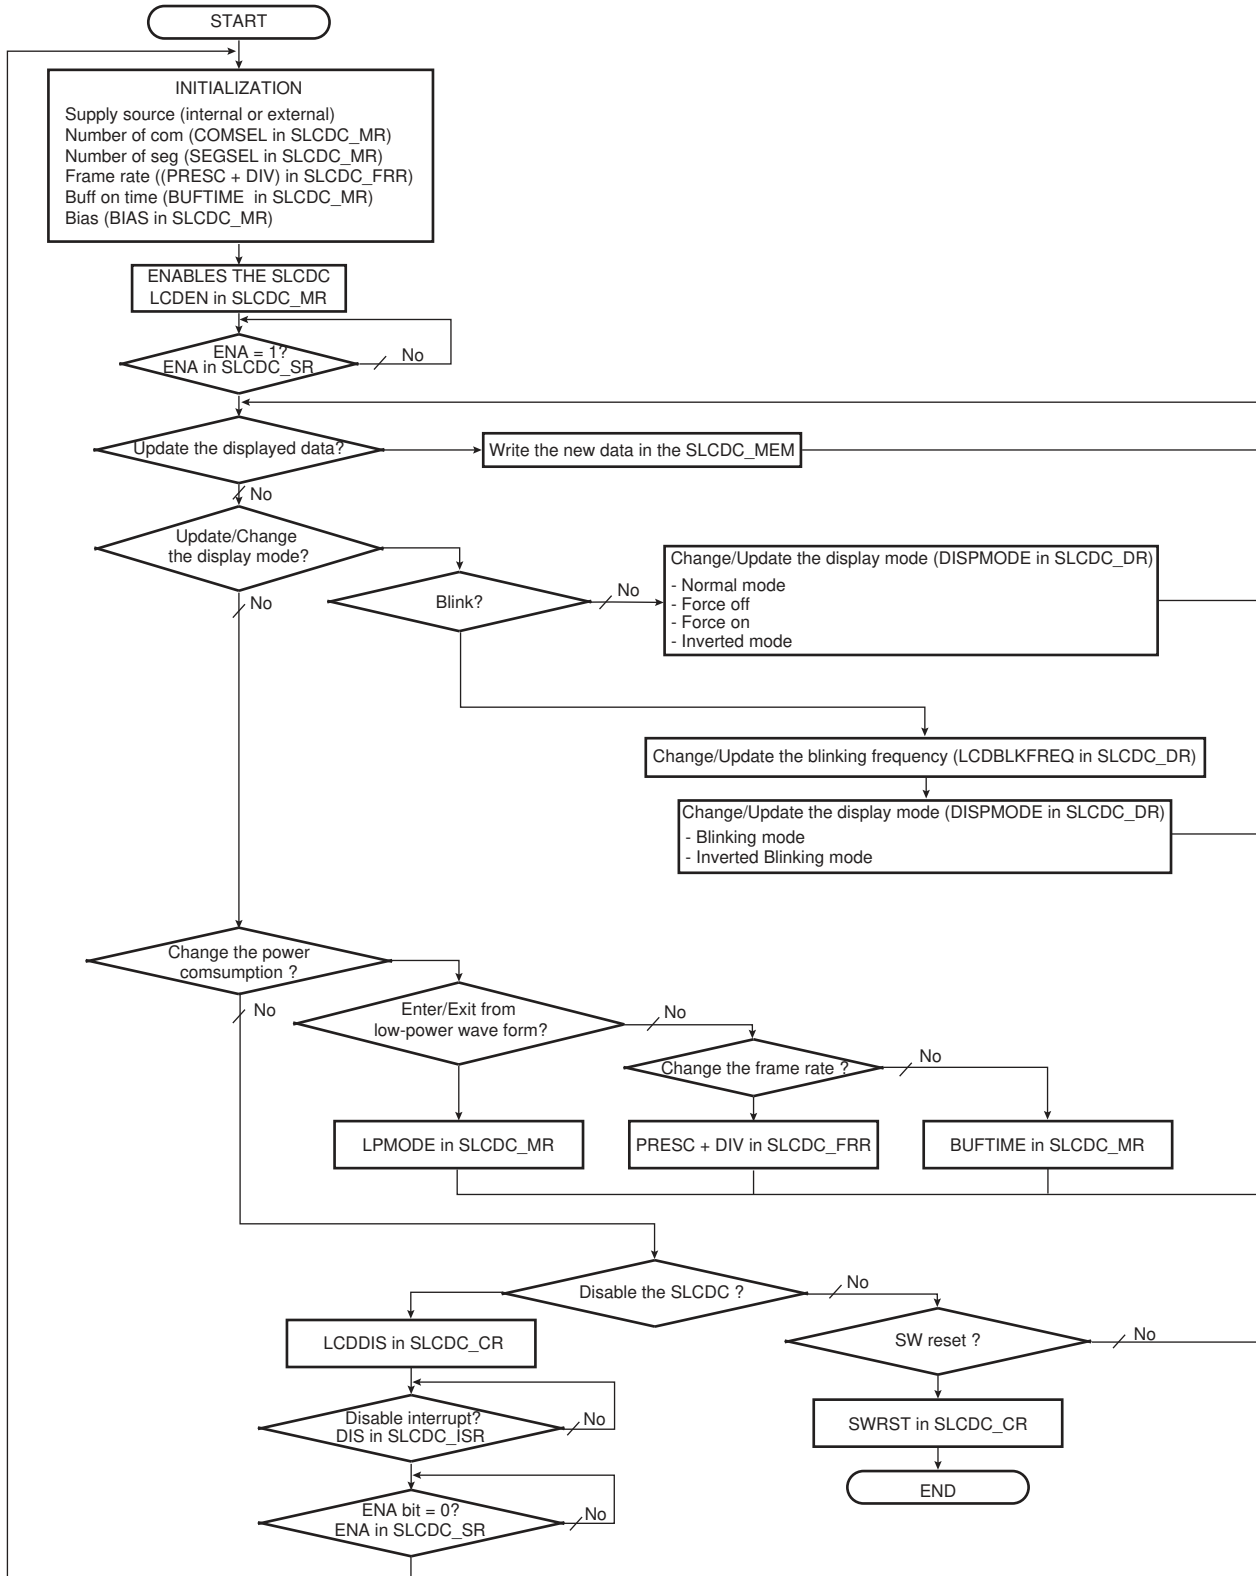 START
INITIALIZATION
Supply source (internal or external)
Number of com (COMSEL in SLCDC_MR)
Number of seg (SEGSEL in SLCDC_MR)
Frame rate ((PRESC + DIV) in SLCDC_FRR)
Buff on time (BUFTIME in SLCDC_MR)
Bias (BIAS in SLCDC_MR)
ENABLES THE SLCDC
LCDEN in SLCDC_MR
ENA = 1?
ENA in SLCDC_SR
No
Update the displayed data?
Write the new data in the SLCDC_MEM
No
Update/Change
the display mode?
No
Blink?
No
Change/Update the display mode (DISPMODE in SLCDC_DR)
- Normal mode
- Force off
- Force on
- Inverted mode
Change/Update the blinking frequency (LCDBLKFREQ in SLCDC_DR)
Change/Update the display mode (DISPMODE in SLCDC_DR)
- Blinking mode
- Inverted Blinking mode
Change the power
comsumption ?
No
Enter/Exit from
low-power wave form?
No
Change the frame rate ?
No
LPMODE in SLCDC_MR
PRESC + DIV in SLCDC_FRR
BUFTIME in SLCDC_MR
Disable the SLCDC ?
No
LCDDIS in SLCDC_CR
SW reset ?
No
Disable interrupt?
DIS in SLCDC_ISR
No
SWRST in SLCDC_CR
END
ENA bit = 0?
ENA in SLCDC_SR
No